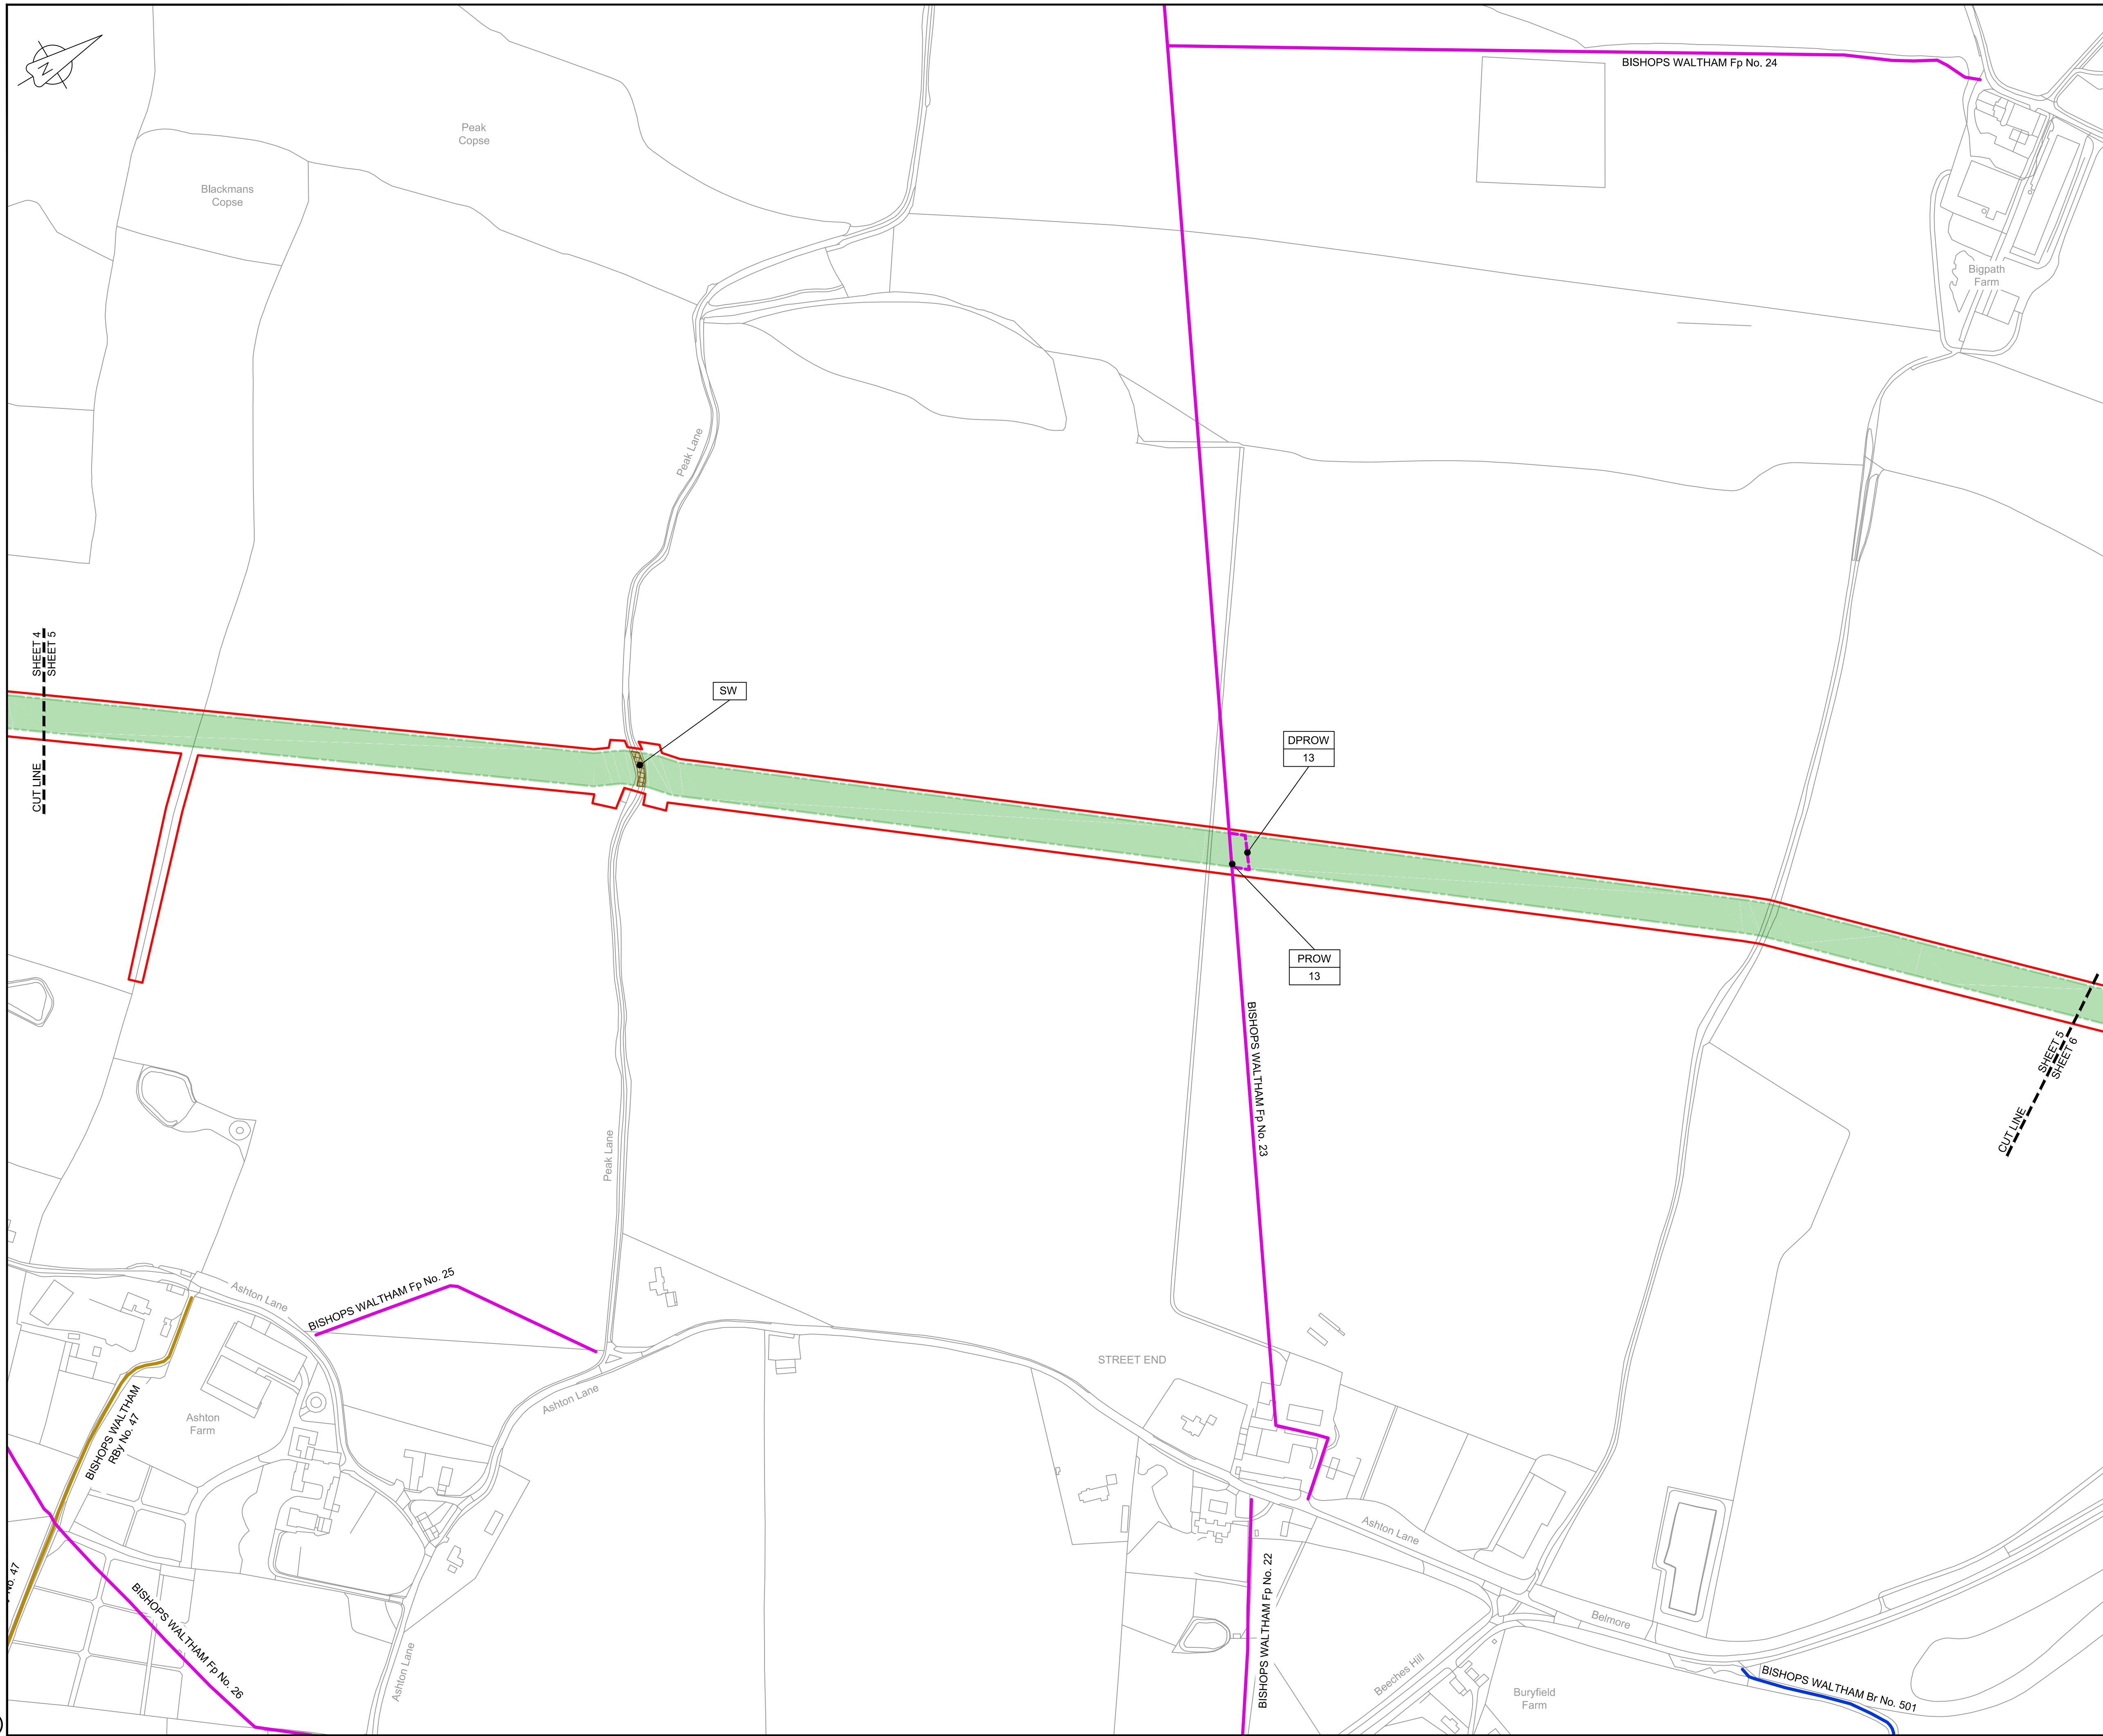 N
BISHOPS WALTHAM Fp No. 24
Peak
Copse
Blackmans
Copse
Bigpath
Farm
Peak Lane
SHEET 4
SHEET 5
CUT LINE
SW
DPROW
13
PROW
13
BISHOPS WALTHAM Fp No. 23
SHEET 5
SHEET 6
CUT LINE
Peak Lane
Ashton Lane
BISHOPS WALTHAM Fp No. 25
STREET END
Ashton Lane
BISHOPS WALTHAM
RBy No. 47
Ashton
Farm
Ashton Lane
No. 47
BISHOPS WALTHAM Fp No. 26
Ashton Lane
BISHOPS WALTHAM Fp No. 22
Belmore
Beeches Hill
Buryfield
Farm
BISHOPS WALTHAM Br No. 501